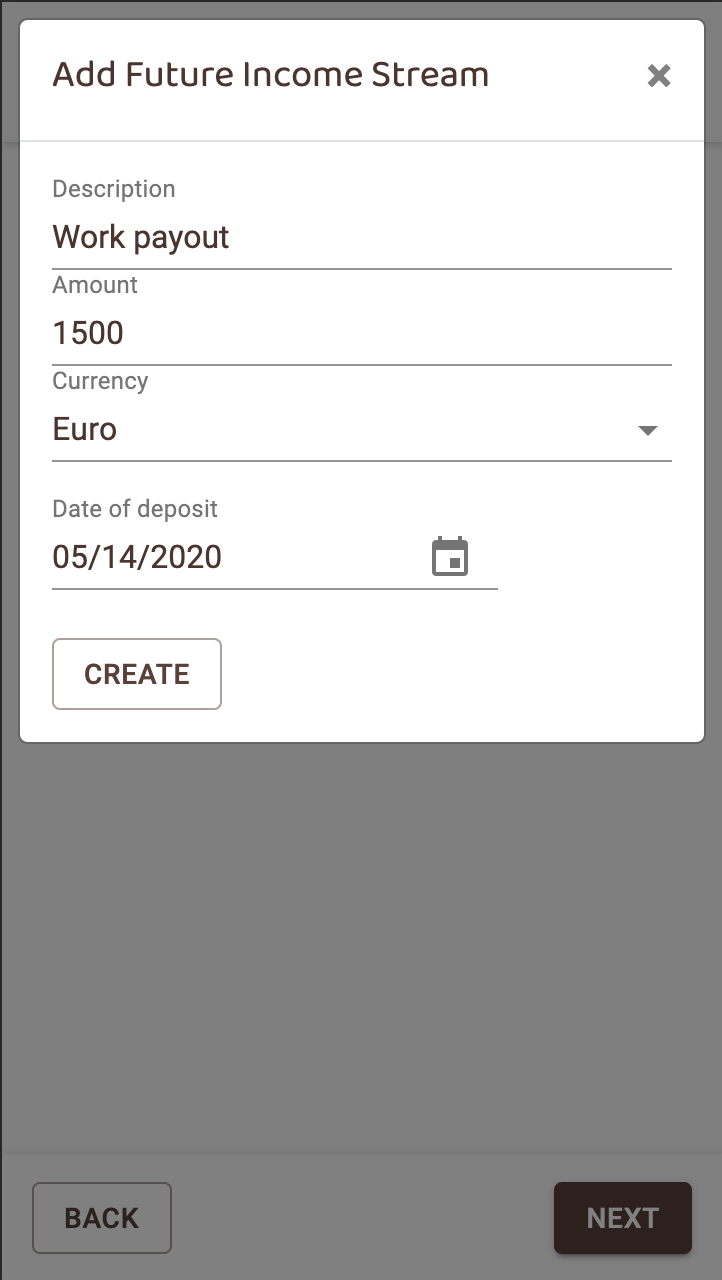 Add Future Income Stream
Description
Work payout
Amount
1500
Currency
Euro
Date of deposit
05/14/2020
CREATE
BACK
NEXT